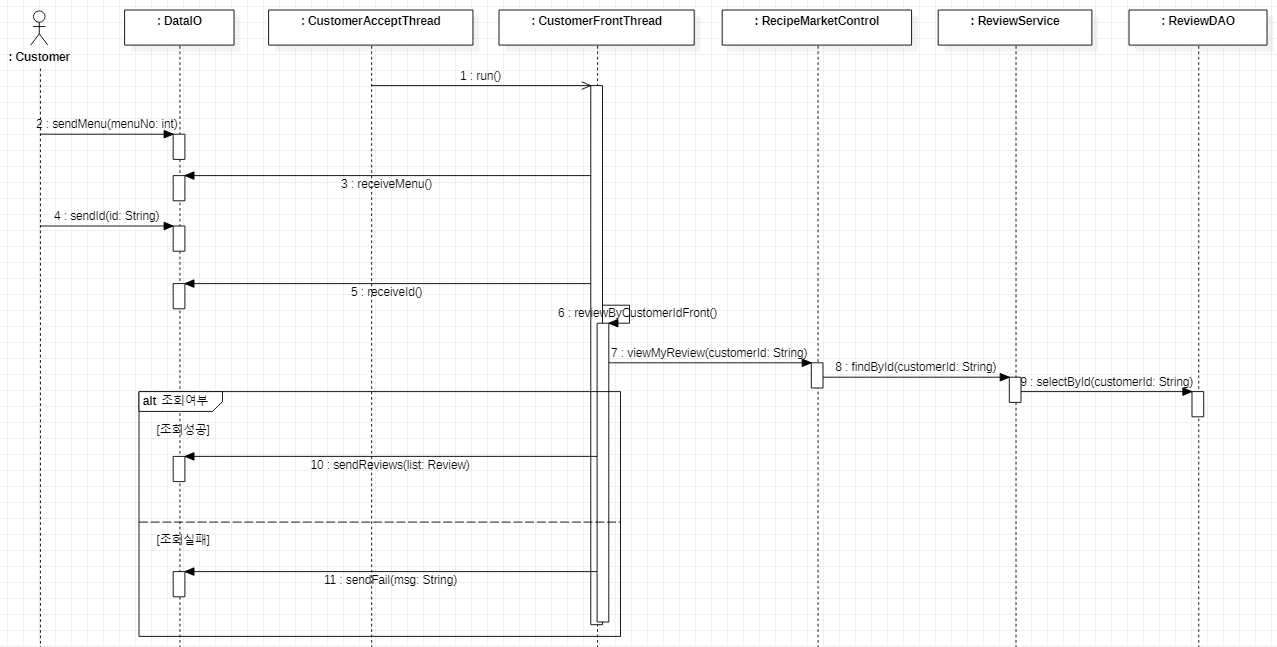 : Customer
: DataIO
: CustomerAcceptThread
: CustomerFrontThread
: RecipeMarketControl
: ReviewService
: ReviewDAO
1 : run()
2 : sendMenu(menuNo: int)
3 : receiveMenu()
4 : sendId(id: String)
5 : receiveId()
6 : reviewByCustomerIdFront()
7 : viewMyReview(customerId: String)
8 : findById(customerId: String)
9 : selectById(customerId: String)
alt 조회여부
[조회성공]
10 : sendReviews(list: Review)
[조회실패]
11 : sendFail(msg: String)